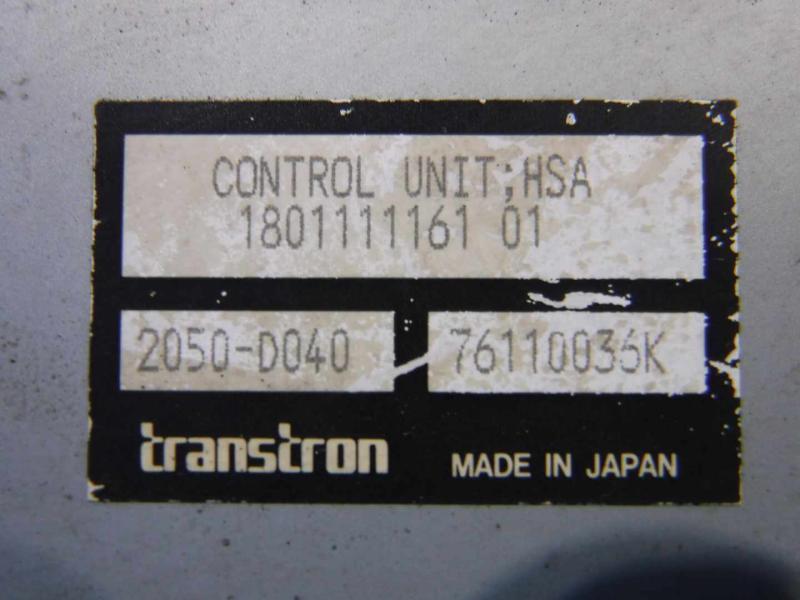 CONTROL UNIT;HSA
1801111161 01
2050-D040
76110036K
transtron
MADE IN JAPAN